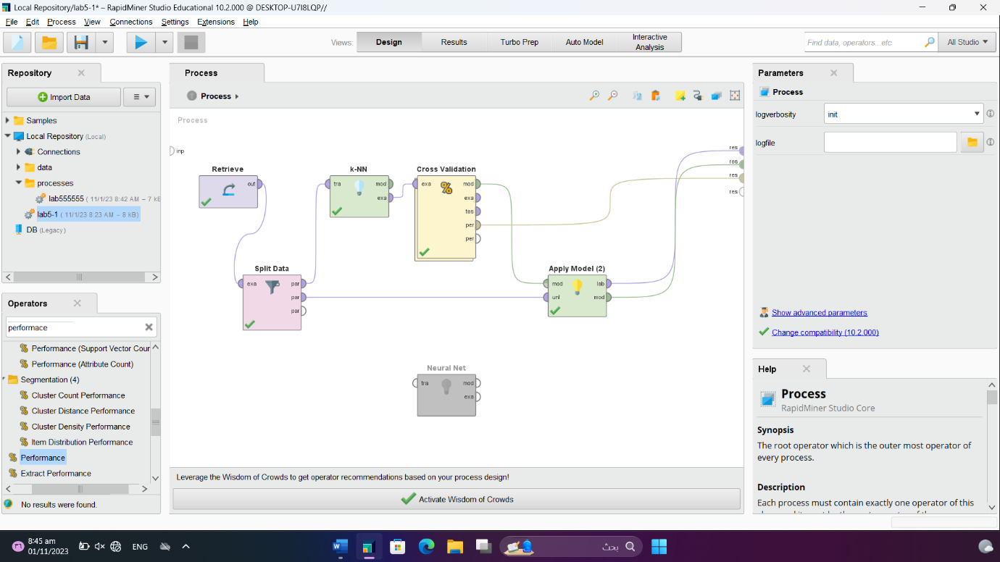 Local Repository/lab5-1* – RapidMiner Studio Educational 10.2.000 @ DESKTOP-U7I8LQP//
File Edit Process View Connections Settings Extensions Help
Views: Design Results Turbo Prep Auto Model Interactive Analysis
Find data, operators...etc All Studio
Repository
Import Data
Samples
Local Repository (Local)
Connections
data
processes
lab555555 ( 11/1/23 8:42 AM – 7 kE
lab5-1 ( 11/1/23 8:23 AM – 8 kB)
DB (Legacy)
Operators
performace
Performance (Support Vector Cour
Performance (Attribute Count)
Segmentation (4)
Cluster Count Performance
Cluster Distance Performance
Cluster Density Performance
Item Distribution Performance
Performance
Extract Performance
No results were found.
Process
Process
Process
inp
Retrieve
out
k-NN
tra mod
exa
Cross Validation
exa mod
exa
tes
per
per
Split Data
exa par
par
par
Apply Model (2)
mod lab
unl mod
Neural Net
tra mod
exa
res
res
res
res
Leverage the Wisdom of Crowds to get operator recommendations based on your process design!
Activate Wisdom of Crowds
Parameters
Process
logverbosity init
logfile
Show advanced parameters
Change compatibility (10.2.000)
Help
Process
RapidMiner Studio Core
Synopsis
The root operator which is the outer most operator of
every process.
Description
Each process must contain exactly one operator of this
8:45 am
01/11/2023
ENG
بحث